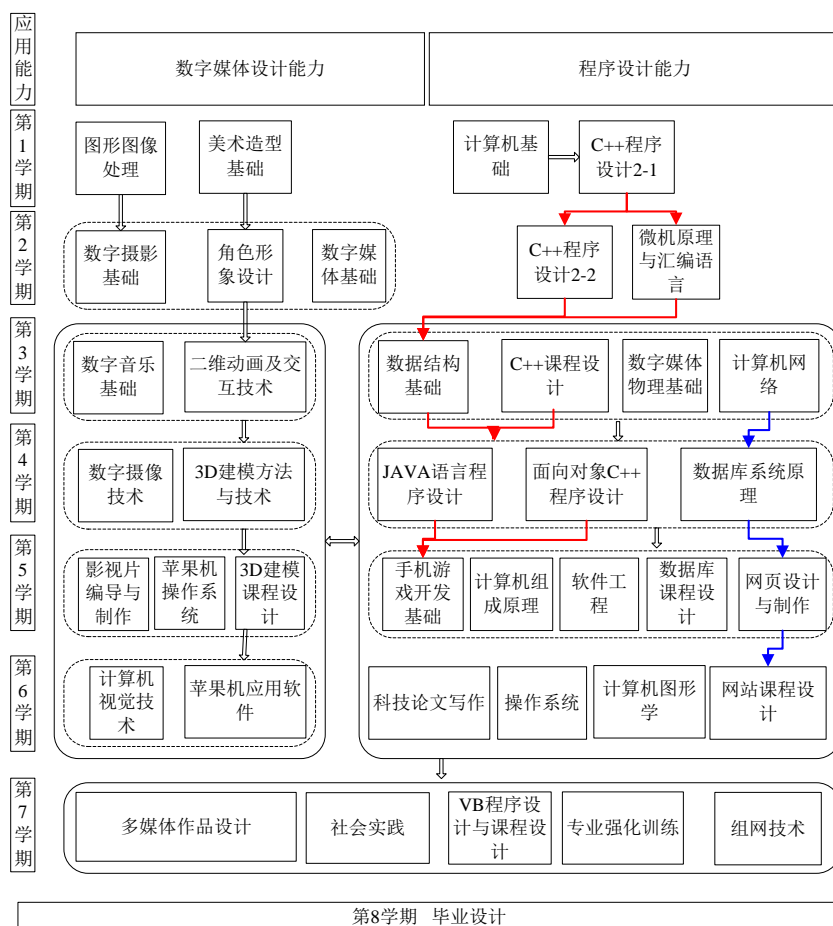 应
用
能
力
数字媒体设计能力
程序设计能力
第
1
学
期
图形图像
处理
美术造型
基础
计算机基
础
C++程序
设计2-1
第
2
学
期
数字摄影
基础
角色形
象设计
数字媒
体基础
C++程序
设计2-2
微机原理
与汇编语
言
第
3
学
期
数字音乐
基础
二维动画及交
互技术
数据结构
基础
C++课程设
计
数字媒体
物理基础
计算机网
络
第
4
学
期
数字摄像
技术
3D建模方法
与技术
JAVA语言程
序设计
面向对象C++
程序设计
数据库系统原
理
第
5
学
期
影视片
编导与
制作
苹果机
操作系
统
3D建模
课程设
计
手机游
戏开发
基础
计算机组
成原理
软件工
程
数据库
课程设
计
网页设计
与制作
第
6
学
期
计算机
视觉技
术
苹果机应用软
件
科技论文写作
操作系统
计算机图形
学
网站课程设
计
第
7
学
期
多媒体作品设计
社会实践
VB程序设
计与课程设
计
专业强化训练
组网技术
第8学期 毕业设计